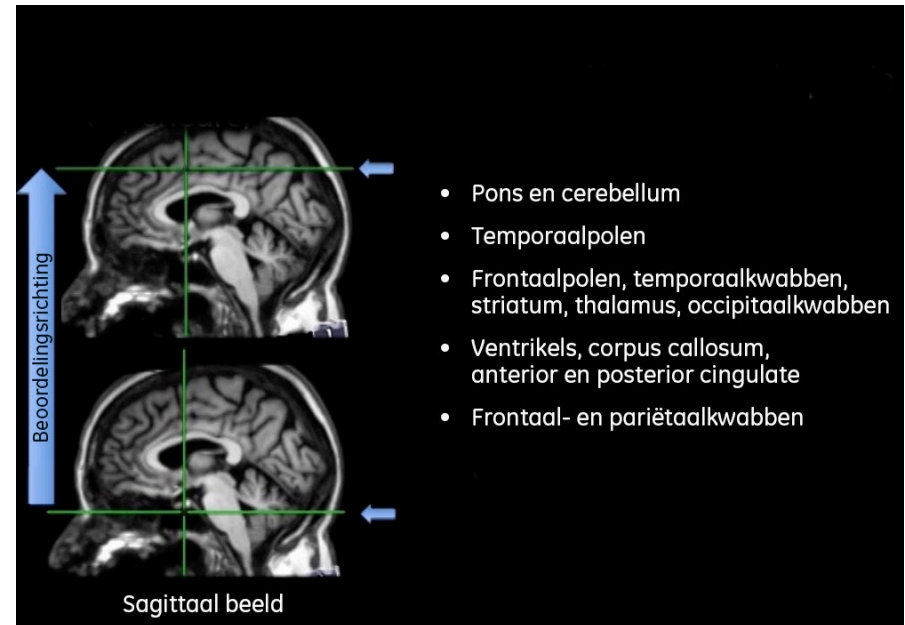 Beoordelingsrichting
Sagittaal beeld
• Pons en cerebellum
• Temporaalpolen
• Frontaalpolen, temporaalkwabben,
striatum, thalamus, occipitaalkwabben
• Ventrikels, corpus callosum,
anterior en posterior cingulate
• Frontaal- en pariëtaalkwabben